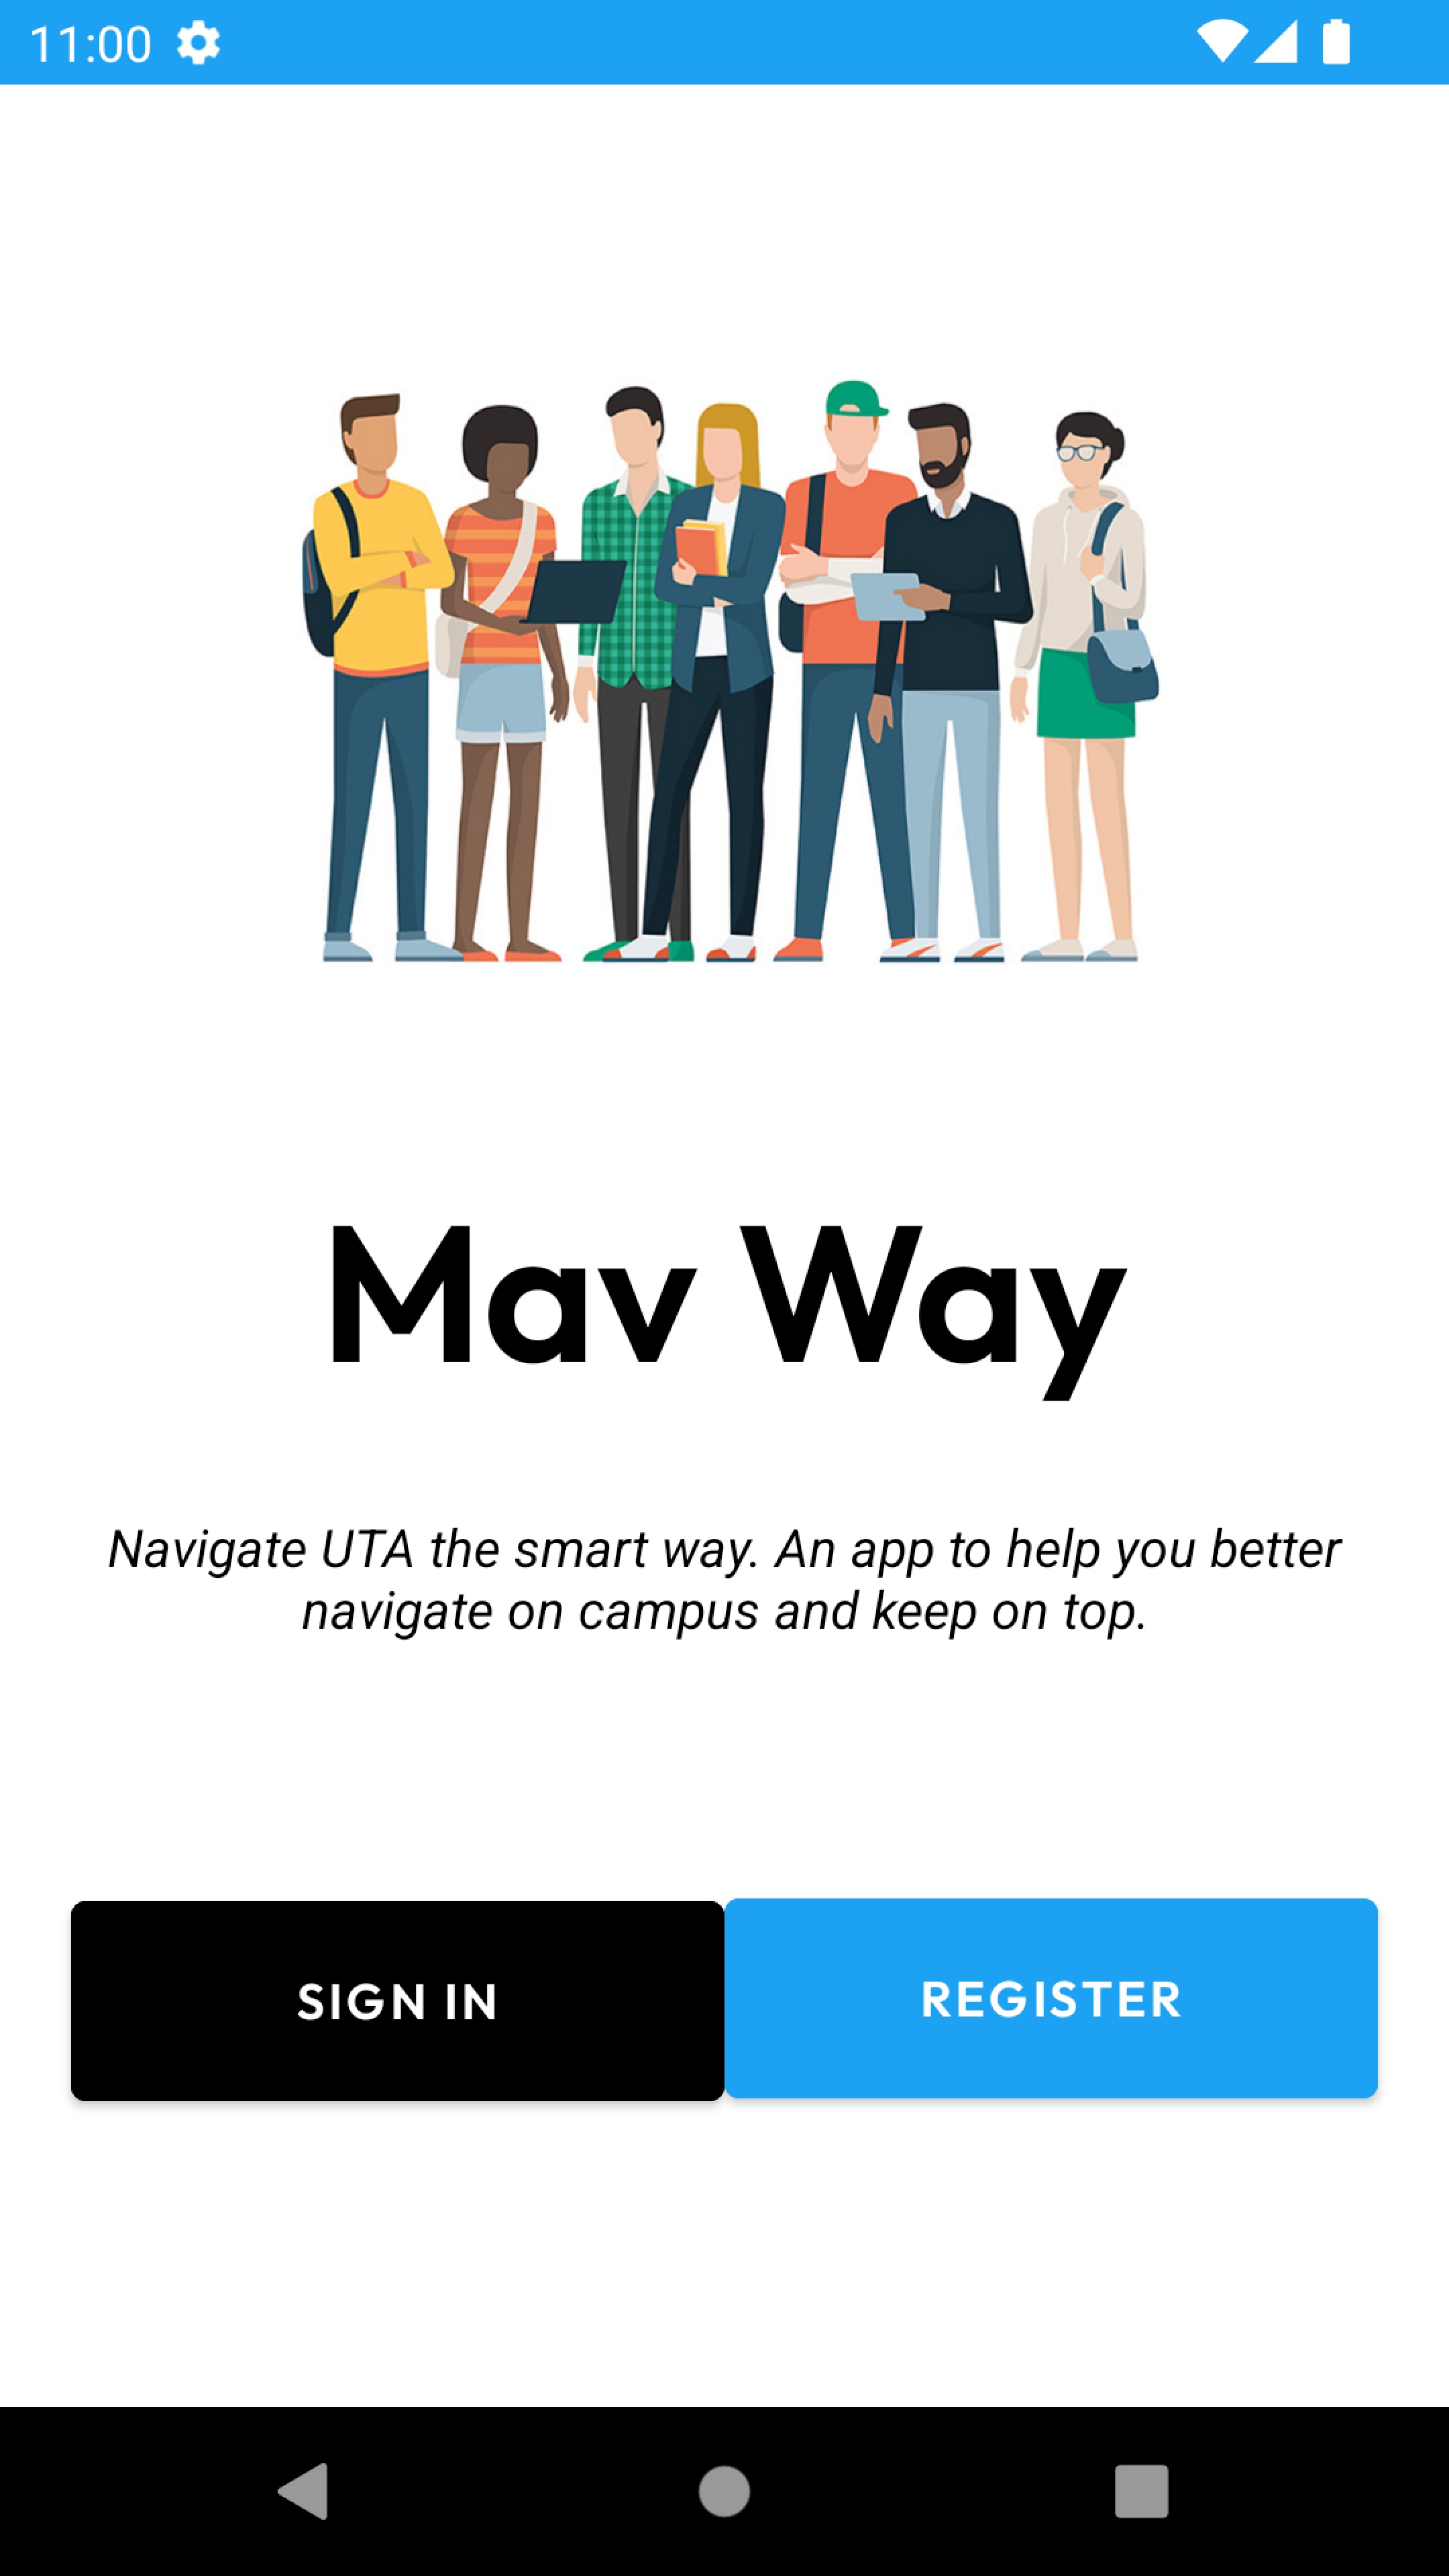 11:00
Mav Way
Navigate UTA the smart way. An app to help you better
navigate on campus and keep on top.
SIGN IN
REGISTER